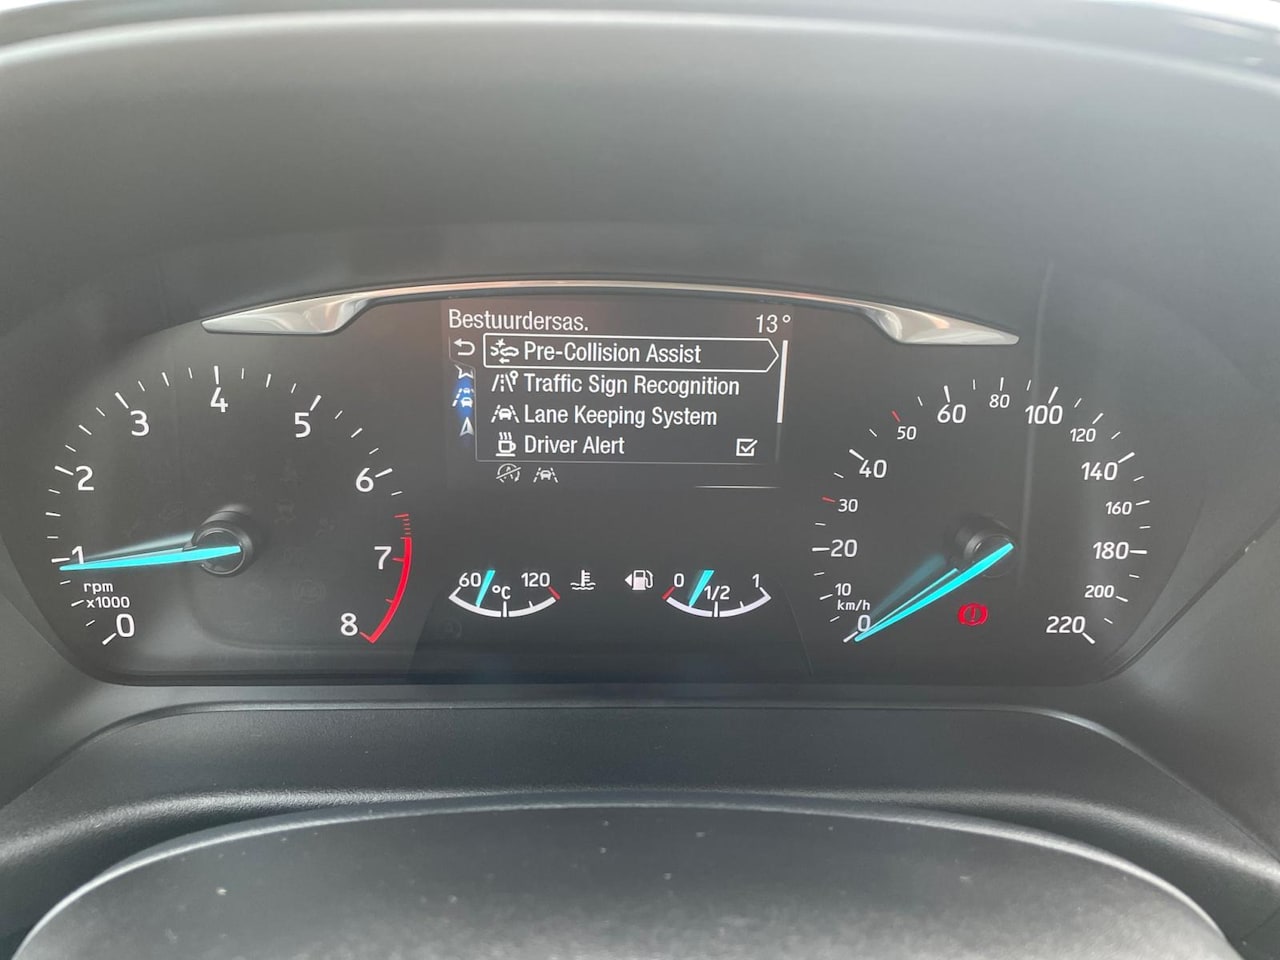 Bestuurdersas. 13°
Pre-Collision Assist
Traffic Sign Recognition
Lane Keeping System
Driver Alert
0
1
2
3
4
5
6
7
8
rpm
x1000
60 °C 120
0 1/2 1
0
10
20
30
40
50
60
80
100
120
140
160
180
200
220
km/h